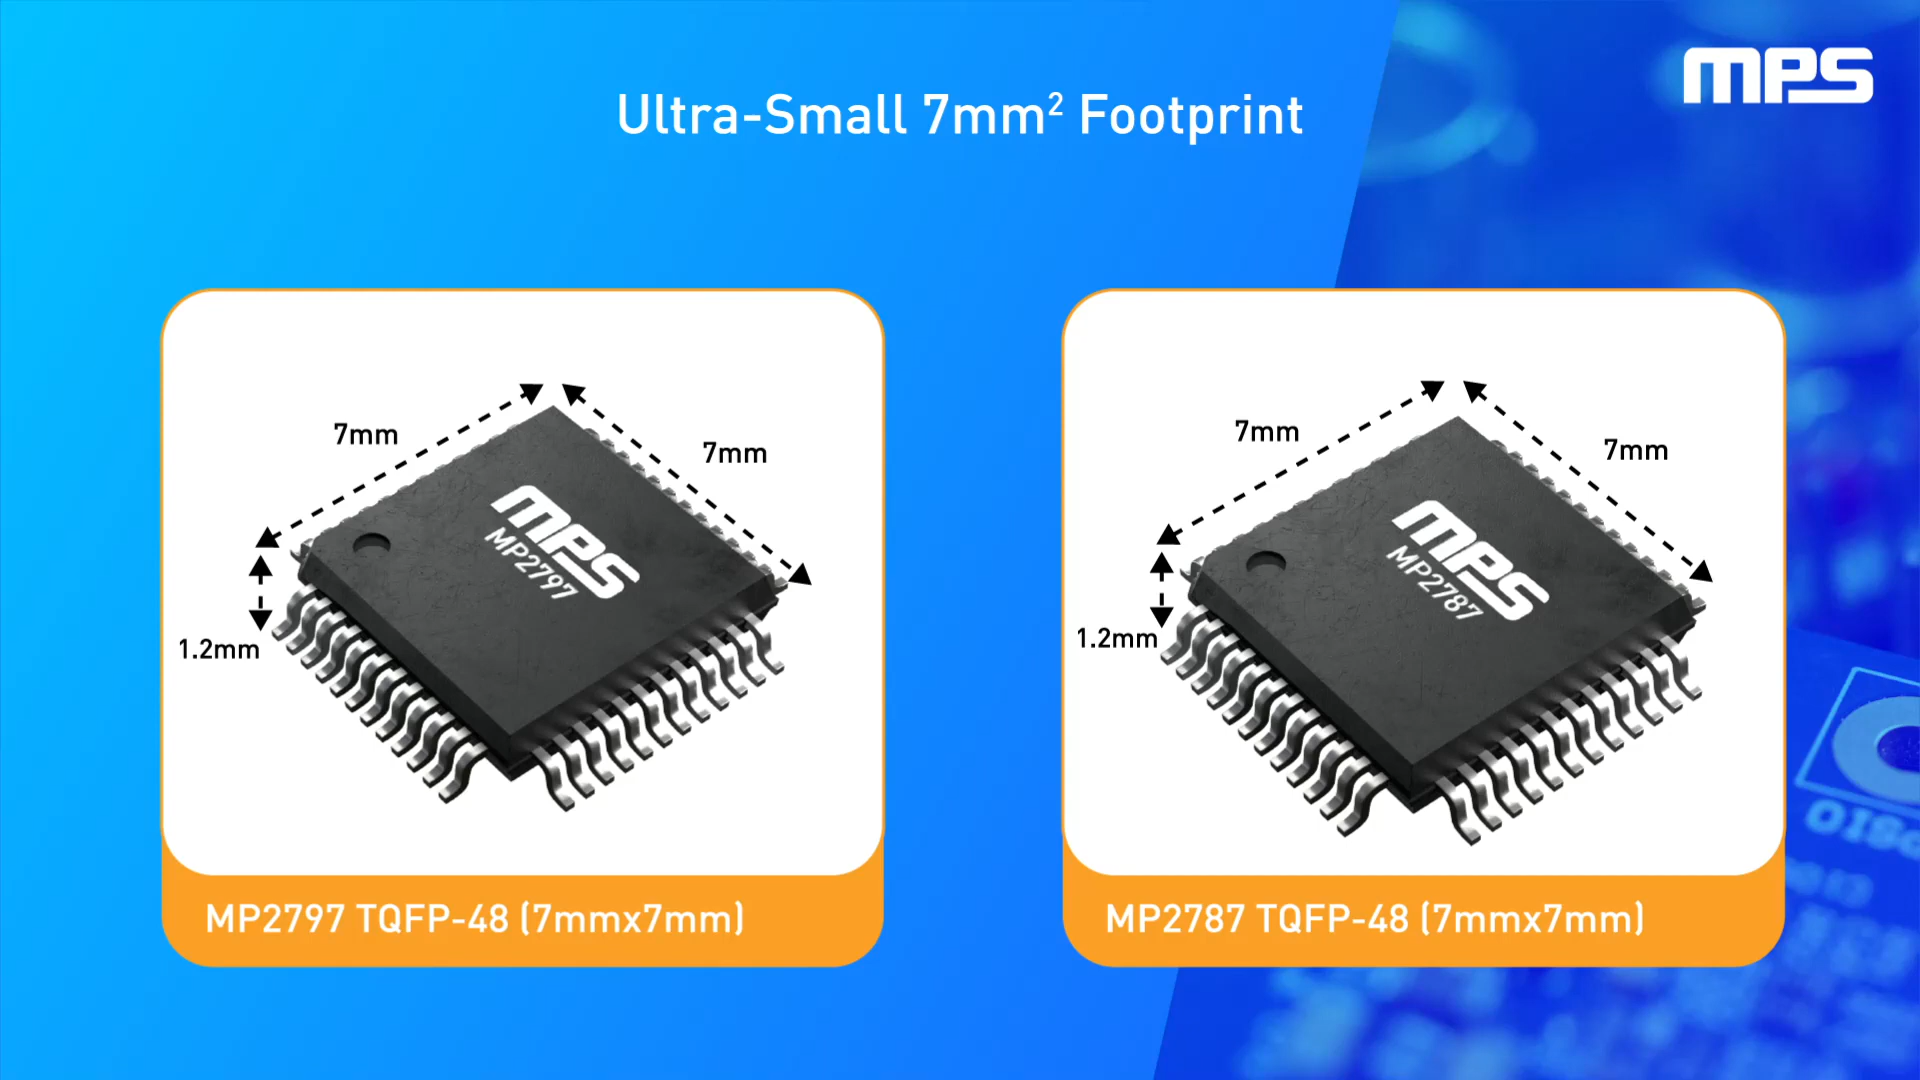 MPS
Ultra-Small 7mm² Footprint
7mm
7mm
1.2mm
MPS
MP2797
MP2797 TQFP-48 (7mmx7mm)
7mm
7mm
1.2mm
MPS
MP2787
MP2787 TQFP-48 (7mmx7mm)